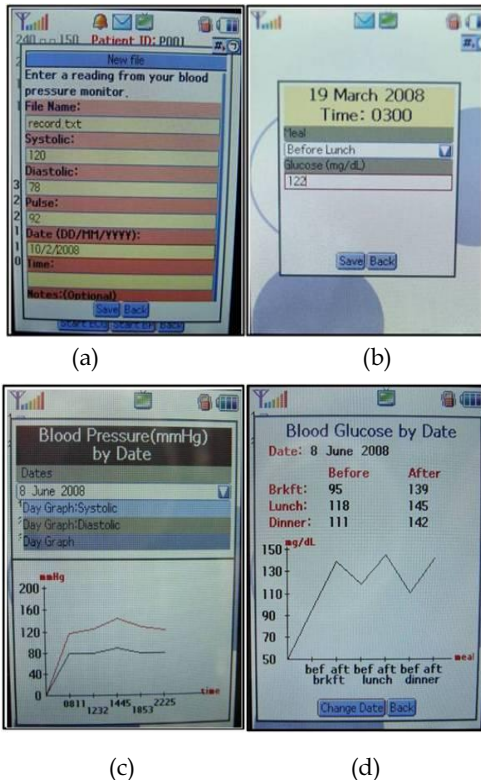 240 150 Patient ID: P001
#,
New file
Enter a reading from your blood
pressure monitor.
File Name:
record.txt
Systolic:
120
Diastolic:
78
Pulse:
92
Date (DD/MM/YYYY):
10/2/2008
Time:
Notes:(Optional)
Save Back
Start ECG Start BP Back
(a)
#,
19 March 2008
Time: 0300
Meal
Before Lunch
Glucose (mg/dL)
122
Save Back
(b)
Blood Pressure(mmHg)
by Date
Dates
8 June 2008
Day Graph:Systolic
Day Graph:Diastolic
Day Graph
mmHg
200
160
120
80
40
0
0811 1445 2225
1232 1853
time
(c)
Blood Glucose by Date
Date: 8 June 2008
Before After
Brkft: 95 139
Lunch: 118 145
Dinner: 111 142
mg/dL
150
130
110
90
70
50
meal
bef aft bef aft bef aft
brkft lunch dinner
Change Date Back
(d)